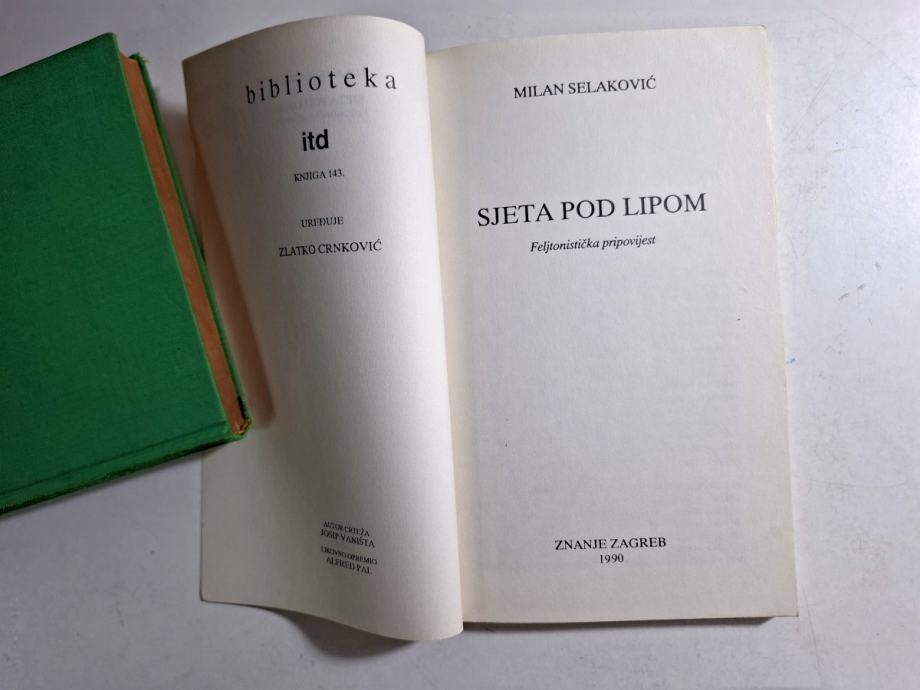 biblioteka
itd
KNJIGA 143.
UREĐUJE
ZLATKO CRNKOVIĆ
AUTOR CRTEŽA
JOSIP VANIŠTA
LIKOVNO OPREMIO
ALFRED PAL
MILAN SELAKOVIĆ
SJETA POD LIPOM
Feljtonistička pripovijest
ZNANJE ZAGREB
1990